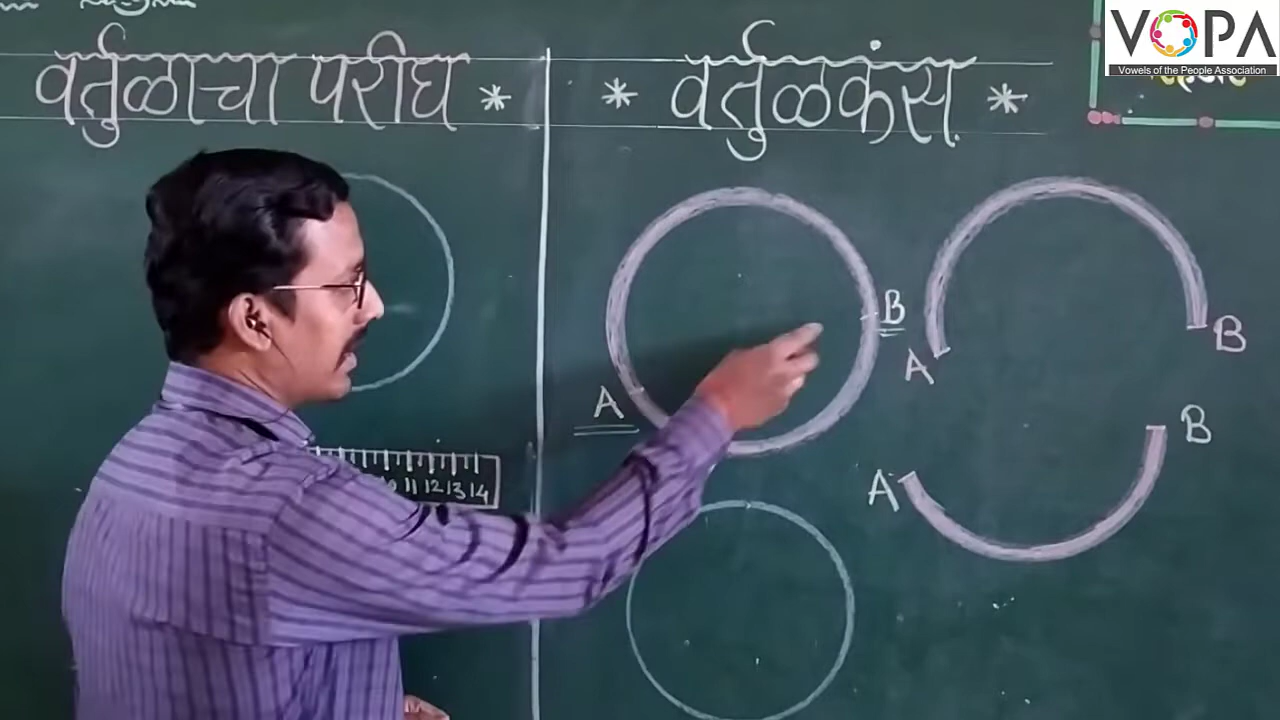 वर्तुळाचा परीघ *
* वर्तुळकंस *
VOPA
Vowels of the People Association
A
B
A
B
A
B
11 12 13 14